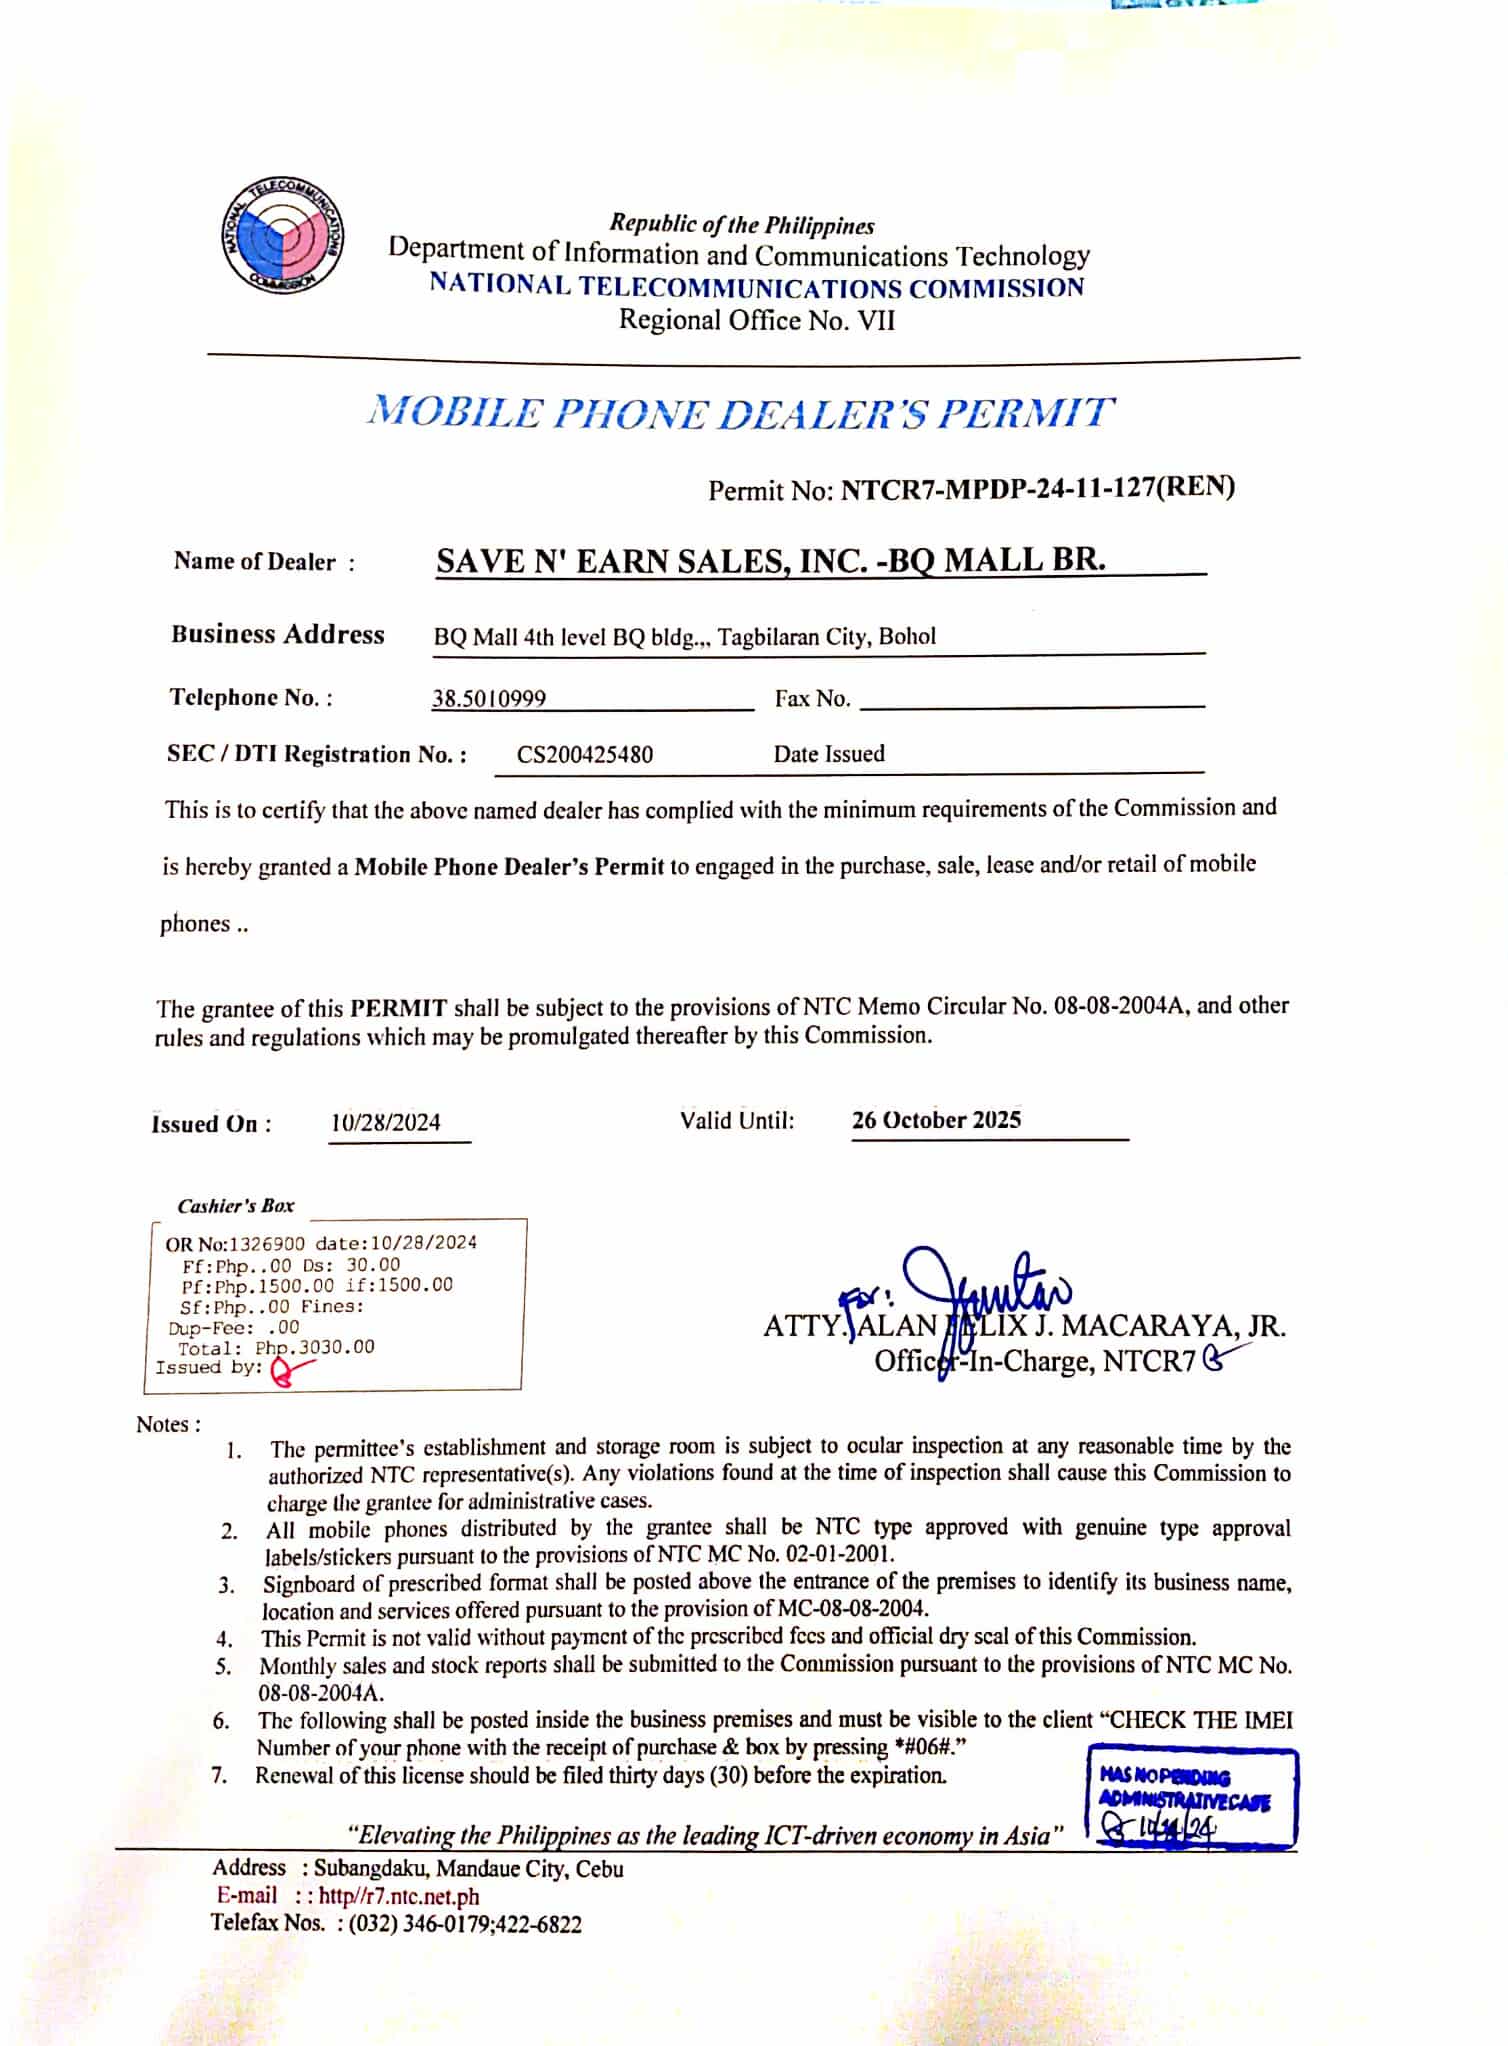 NATIONAL TELECOMMUNICATIONS COMMISSION
Republic of the Philippines
Department of Information and Communications Technology
NATIONAL TELECOMMUNICATIONS COMMISSION
Regional Office No. VII
MOBILE PHONE DEALER'S PERMIT
Permit No: NTCR7-MPDP-24-11-127(REN)
Name of Dealer : SAVE N' EARN SALES, INC. -BQ MALL BR.
Business Address BQ Mall 4th level BQ bldg.,, Tagbilaran City, Bohol
Telephone No. : 38.5010999 Fax No.
SEC / DTI Registration No. : CS200425480 Date Issued
This is to certify that the above named dealer has complied with the minimum requirements of the Commission and
is hereby granted a Mobile Phone Dealer's Permit to engaged in the purchase, sale, lease and/or retail of mobile
phones ..
The grantee of this PERMIT shall be subject to the provisions of NTC Memo Circular No. 08-08-2004A, and other
rules and regulations which may be promulgated thereafter by this Commission.
Issued On : 10/28/2024 Valid Until: 26 October 2025
Cashier's Box
OR No:1326900 date:10/28/2024
Ff:Php..00 Ds: 30.00
Pf:Php.1500.00 if:1500.00
Sf:Php..00 Fines:
Dup-Fee: .00
Total: Php.3030.00
Issued by:
For:
ATTY. ALAN FELIX J. MACARAYA, JR.
Officer-In-Charge, NTCR7
Notes :
1. The permittee's establishment and storage room is subject to ocular inspection at any reasonable time by the
authorized NTC representative(s). Any violations found at the time of inspection shall cause this Commission to
charge the grantee for administrative cases.
2. All mobile phones distributed by the grantee shall be NTC type approved with genuine type approval
labels/stickers pursuant to the provisions of NTC MC No. 02-01-2001.
3. Signboard of prescribed format shall be posted above the entrance of the premises to identify its business name,
location and services offered pursuant to the provision of MC-08-08-2004.
4. This Permit is not valid without payment of the prescribed fees and official dry seal of this Commission.
5. Monthly sales and stock reports shall be submitted to the Commission pursuant to the provisions of NTC MC No.
08-08-2004A.
6. The following shall be posted inside the business premises and must be visible to the client “CHECK THE IMEI
Number of your phone with the receipt of purchase & box by pressing *#06#.”
7. Renewal of this license should be filed thirty days (30) before the expiration.
HAS NO PENDING
ADMINISTRATIVE CASE
“Elevating the Philippines as the leading ICT-driven economy in Asia”
Address : Subangdaku, Mandaue City, Cebu
E-mail : : http//r7.ntc.net.ph
Telefax Nos. : (032) 346-0179;422-6822